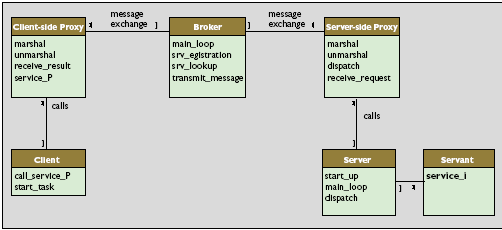 message
exchange
message
exchange
Client-side Proxy
marshal
unmarshal
receive_result
service_P
Broker
main_loop
srv_egistration
srv_lookup
transmit_message
Server-side Proxy
marshal
unmarshal
dispatch
receive_request
calls
calls
Client
call_service_P
start_task
Server
start_up
main_loop
dispatch
Servant
service_i